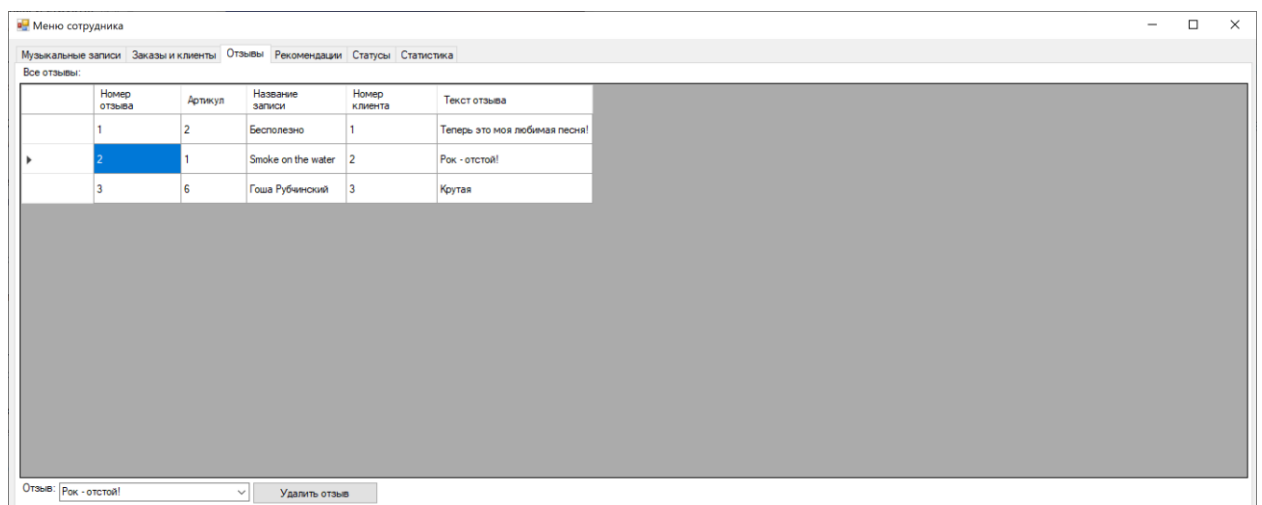 Меню сотрудника
Музыкальные записи Заказы и клиенты Отзывы Рекомендации Статусы Статистика
Все отзывы:
Номер отзыва Артикул Название записи Номер клиента Текст отзыва
1 2 Бесполезно 1 Теперь это моя любимая песня!
2 1 Smoke on the water 2 Рок - отстой!
3 6 Гоша Рубчинский 3 Крутая
Отзыв: Рок - отстой! Удалить отзыв